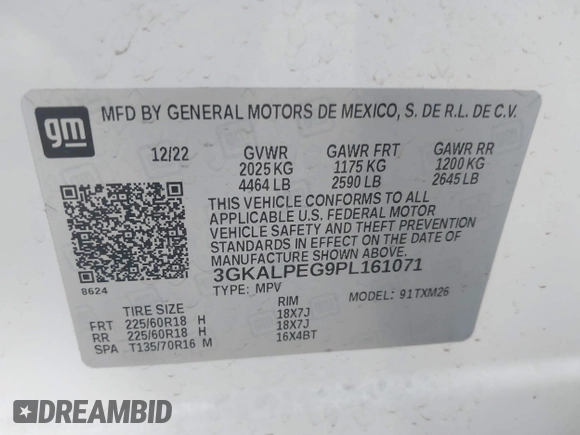 gm
MFD BY GENERAL MOTORS DE MEXICO, S. DE R.L. DE C.V.
12/22 GVWR GAWR FRT GAWR RR
2025 KG 1175 KG 1200 KG
4464 LB 2590 LB 2645 LB
THIS VEHICLE CONFORMS TO ALL
APPLICABLE U.S. FEDERAL MOTOR
VEHICLE SAFETY AND THEFT PREVENTION
STANDARDS IN EFFECT ON THE DATE OF
MANUFACTURE SHOWN ABOVE.
3GKALPEG9PL161071
8624
TYPE: MPV MODEL: 91TXM26
TIRE SIZE RIM
FRT 225/60R18 H 18X7J
RR 225/60R18 H 18X7J
SPA T135/70R16 M 16X4BT
DREAMBID